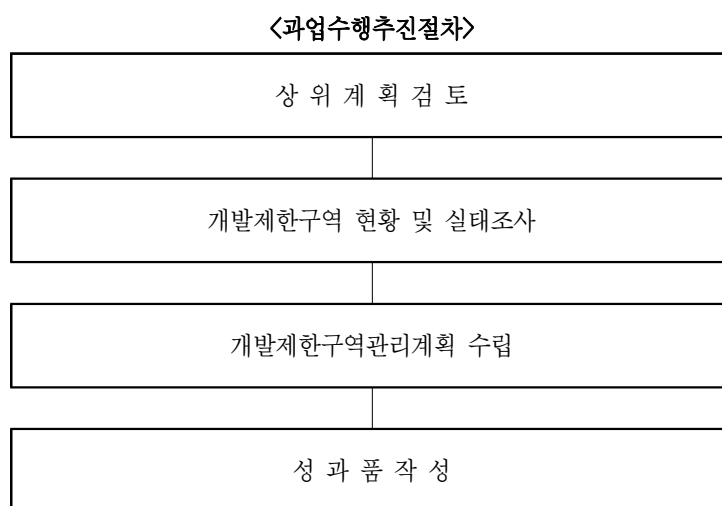 <과업수행추진절차>
상 위 계 획 검 토
개발제한구역 현황 및 실태조사
개발제한구역관리계획 수립
성 과 품 작 성